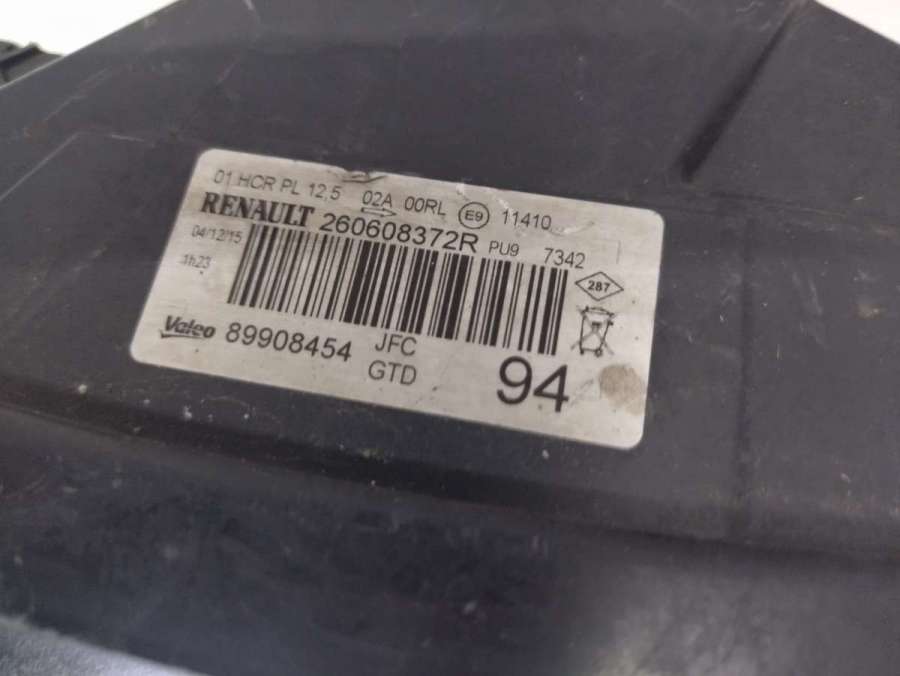 01 HCR PL 12,5 02A 00RL E9 11410
RENAULT 260608372R PU9 7342
04/12/15
1h23
287
Valeo 89908454 JFC
GTD 94